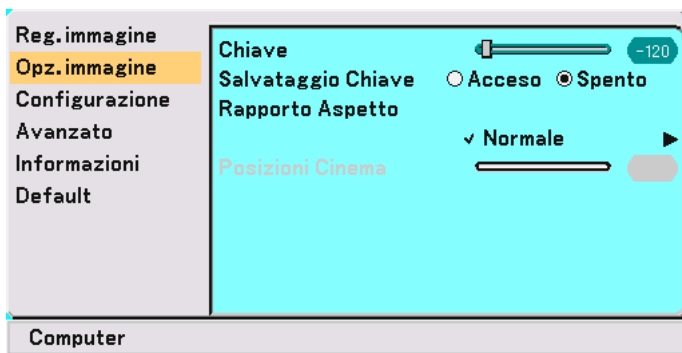 Reg.immagine
Opz.immagine
Configurazione
Avanzato
Informazioni
Default
Chiave -120
Salvataggio Chiave Acceso Spento
Rapporto Aspetto
✓ Normale
Posizioni Cinema
Computer